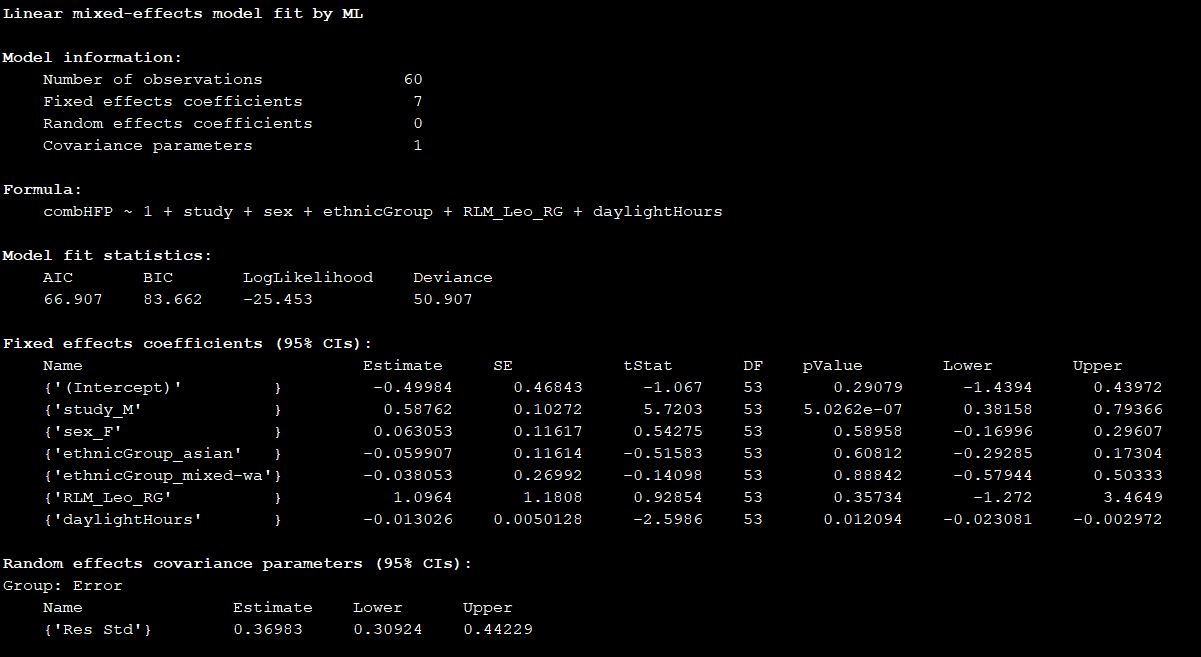 Linear mixed-effects model fit by ML
Model information:
Number of observations 60
Fixed effects coefficients 7
Random effects coefficients 0
Covariance parameters 1
Formula:
combHFP ~ 1 + study + sex + ethnicGroup + RLM_Leo_RG + daylightHours
Model fit statistics:
AIC BIC LogLikelihood Deviance
66.907 83.662 -25.453 50.907
Fixed effects coefficients (95% CIs):
Name Estimate SE tStat DF pValue Lower Upper
{'(Intercept)' } -0.49984 0.46843 -1.067 53 0.29079 -1.4394 0.43972
{'study_M' } 0.58762 0.10272 5.7203 53 5.0262e-07 0.38158 0.79366
{'sex_F' } 0.063053 0.11617 0.54275 53 0.58958 -0.16996 0.29607
{'ethnicGroup_asian' } -0.059907 0.11614 -0.51583 53 0.60812 -0.29285 0.17304
{'ethnicGroup_mixed-wa'} -0.038053 0.26992 -0.14098 53 0.88842 -0.57944 0.50333
{'RLM_Leo_RG' } 1.0964 1.1808 0.92854 53 0.35734 -1.272 3.4649
{'daylightHours' } -0.013026 0.0050128 -2.5986 53 0.012094 -0.023081 -0.002972
Random effects covariance parameters (95% CIs):
Group: Error
Name Estimate Lower Upper
{'Res Std'} 0.36983 0.30924 0.44229